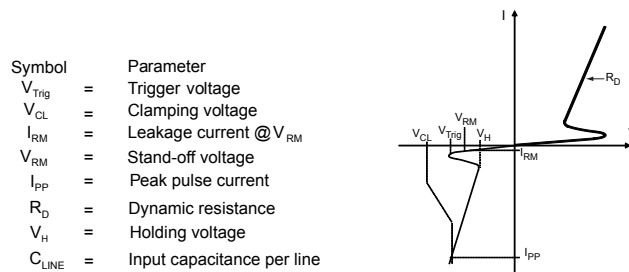 Symbol Parameter
VTrig = Trigger voltage
VCL = Clamping voltage
IRM = Leakage current @ VRM
VRM = Stand-off voltage
IPP = Peak pulse current
RD = Dynamic resistance
VH = Holding voltage
CLINE = Input capacitance per line
I
RD
VRM
VCL VTrig VH
IRM
IPP